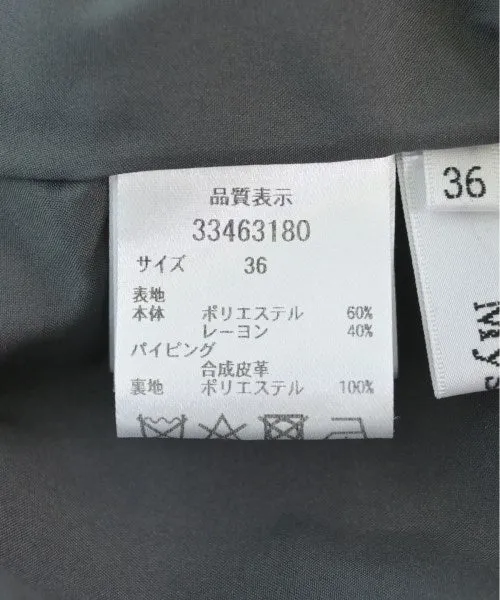 品質表示
33463180
サイズ 36
表地
本体 ポリエステル 60%
レーヨン 40%
パイピング
合成皮革
裏地 ポリエステル 100%
36
Mys